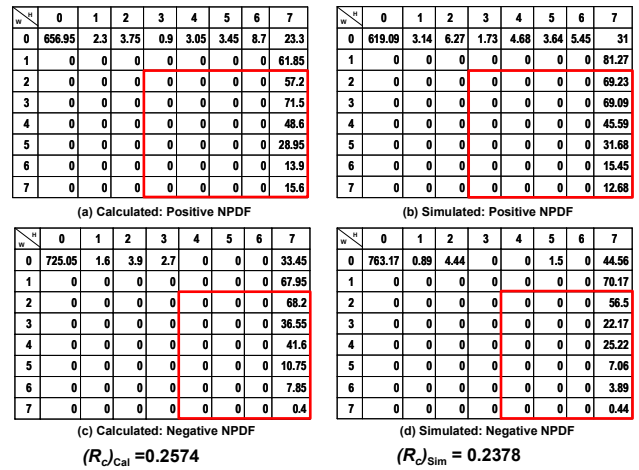 W H 0 1 2 3 4 5 6 7
0 656.95 2.3 3.75 0.9 3.05 3.45 8.7 23.3
1 0 0 0 0 0 0 0 61.85
2 0 0 0 0 0 0 0 57.2
3 0 0 0 0 0 0 0 71.5
4 0 0 0 0 0 0 0 48.6
5 0 0 0 0 0 0 0 28.95
6 0 0 0 0 0 0 0 13.9
7 0 0 0 0 0 0 0 15.6
(a) Calculated: Positive NPDF
W H 0 1 2 3 4 5 6 7
0 619.09 3.14 6.27 1.73 4.68 3.64 5.45 31
1 0 0 0 0 0 0 0 81.27
2 0 0 0 0 0 0 0 69.23
3 0 0 0 0 0 0 0 69.09
4 0 0 0 0 0 0 0 45.59
5 0 0 0 0 0 0 0 31.68
6 0 0 0 0 0 0 0 15.45
7 0 0 0 0 0 0 0 12.68
(b) Simulated: Positive NPDF
W H 0 1 2 3 4 5 6 7
0 725.05 1.6 3.9 2.7 0 0 0 33.45
1 0 0 0 0 0 0 0 67.95
2 0 0 0 0 0 0 0 68.2
3 0 0 0 0 0 0 0 36.55
4 0 0 0 0 0 0 0 41.6
5 0 0 0 0 0 0 0 10.75
6 0 0 0 0 0 0 0 7.85
7 0 0 0 0 0 0 0 0.4
(c) Calculated: Negative NPDF
W H 0 1 2 3 4 5 6 7
0 763.17 0.89 4.44 0 0 1.5 0 44.56
1 0 0 0 0 0 0 0 70.17
2 0 0 0 0 0 0 0 56.5
3 0 0 0 0 0 0 0 22.17
4 0 0 0 0 0 0 0 25.22
5 0 0 0 0 0 0 0 7.06
6 0 0 0 0 0 0 0 3.89
7 0 0 0 0 0 0 0 0.44
(d) Simulated: Negative NPDF
(Rc)Cal =0.2574
(Rc)Sim = 0.2378